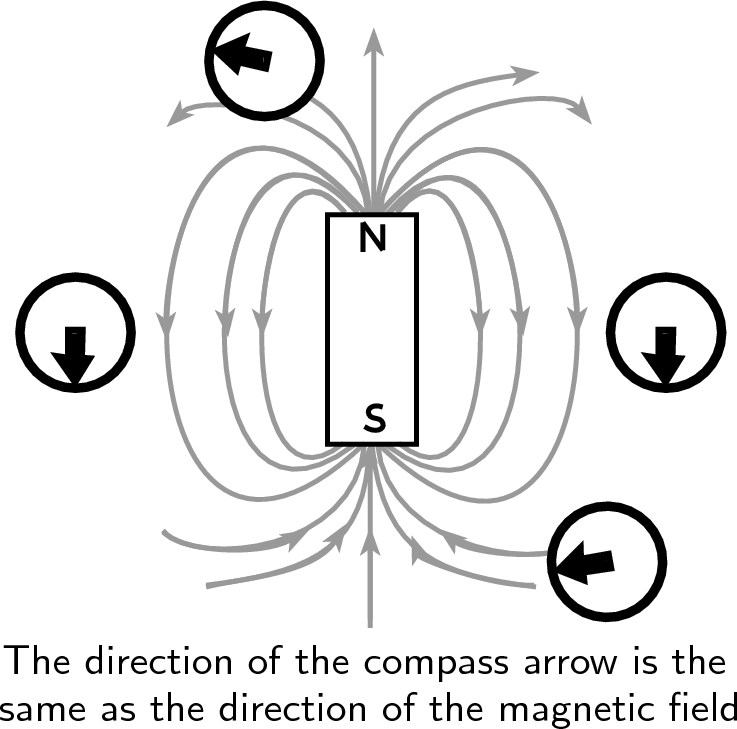 N
S
The direction of the compass arrow is the
same as the direction of the magnetic field